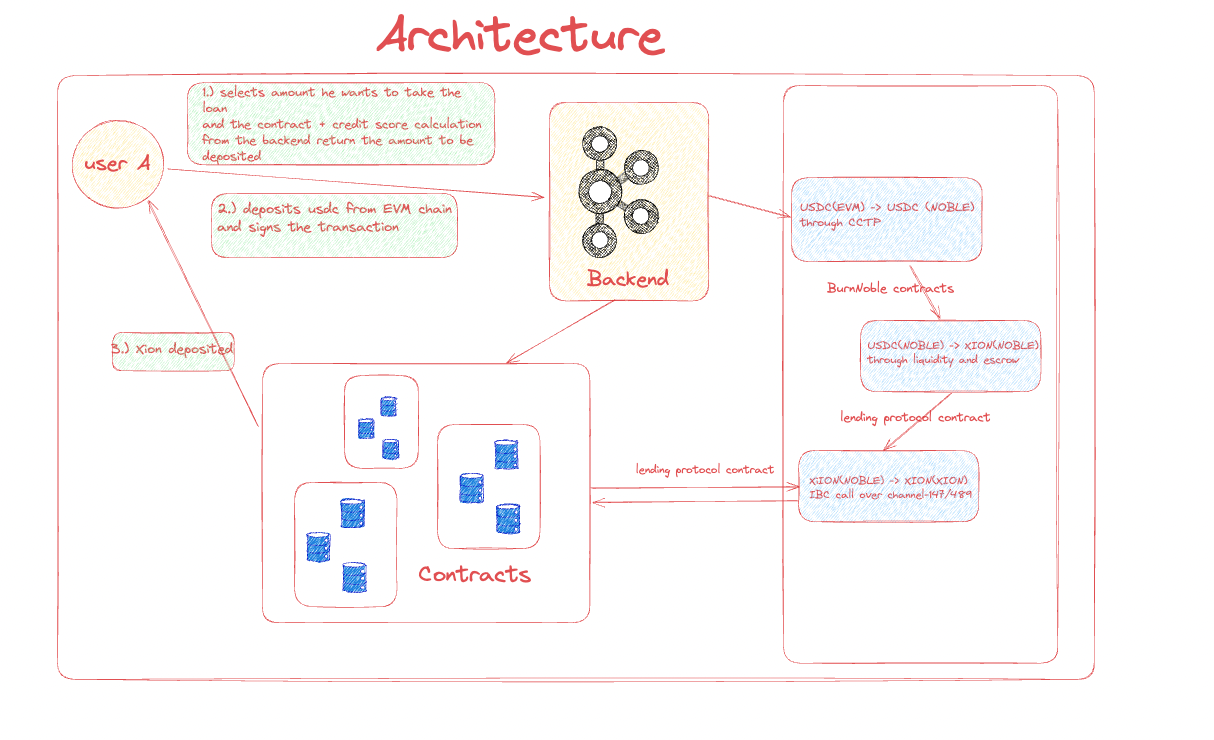 Architecture
1.) selects amount he wants to take the
loan
and the contract + credit score calculation
from the backend return the amount to be
deposited
user A
2.) deposits usdc from EVM chain
and signs the transaction
Backend
USDC(EVM) -> USDC (NOBLE)
through CCTP
BurnNoble contracts
3.) Xion deposited
USDC(NOBLE) -> XION(NOBLE)
through liquidity and escrow
lending protocol contract
lending protocol contract
XION(NOBLE) -> XION(XION)
IBC call over channel-147/489
Contracts